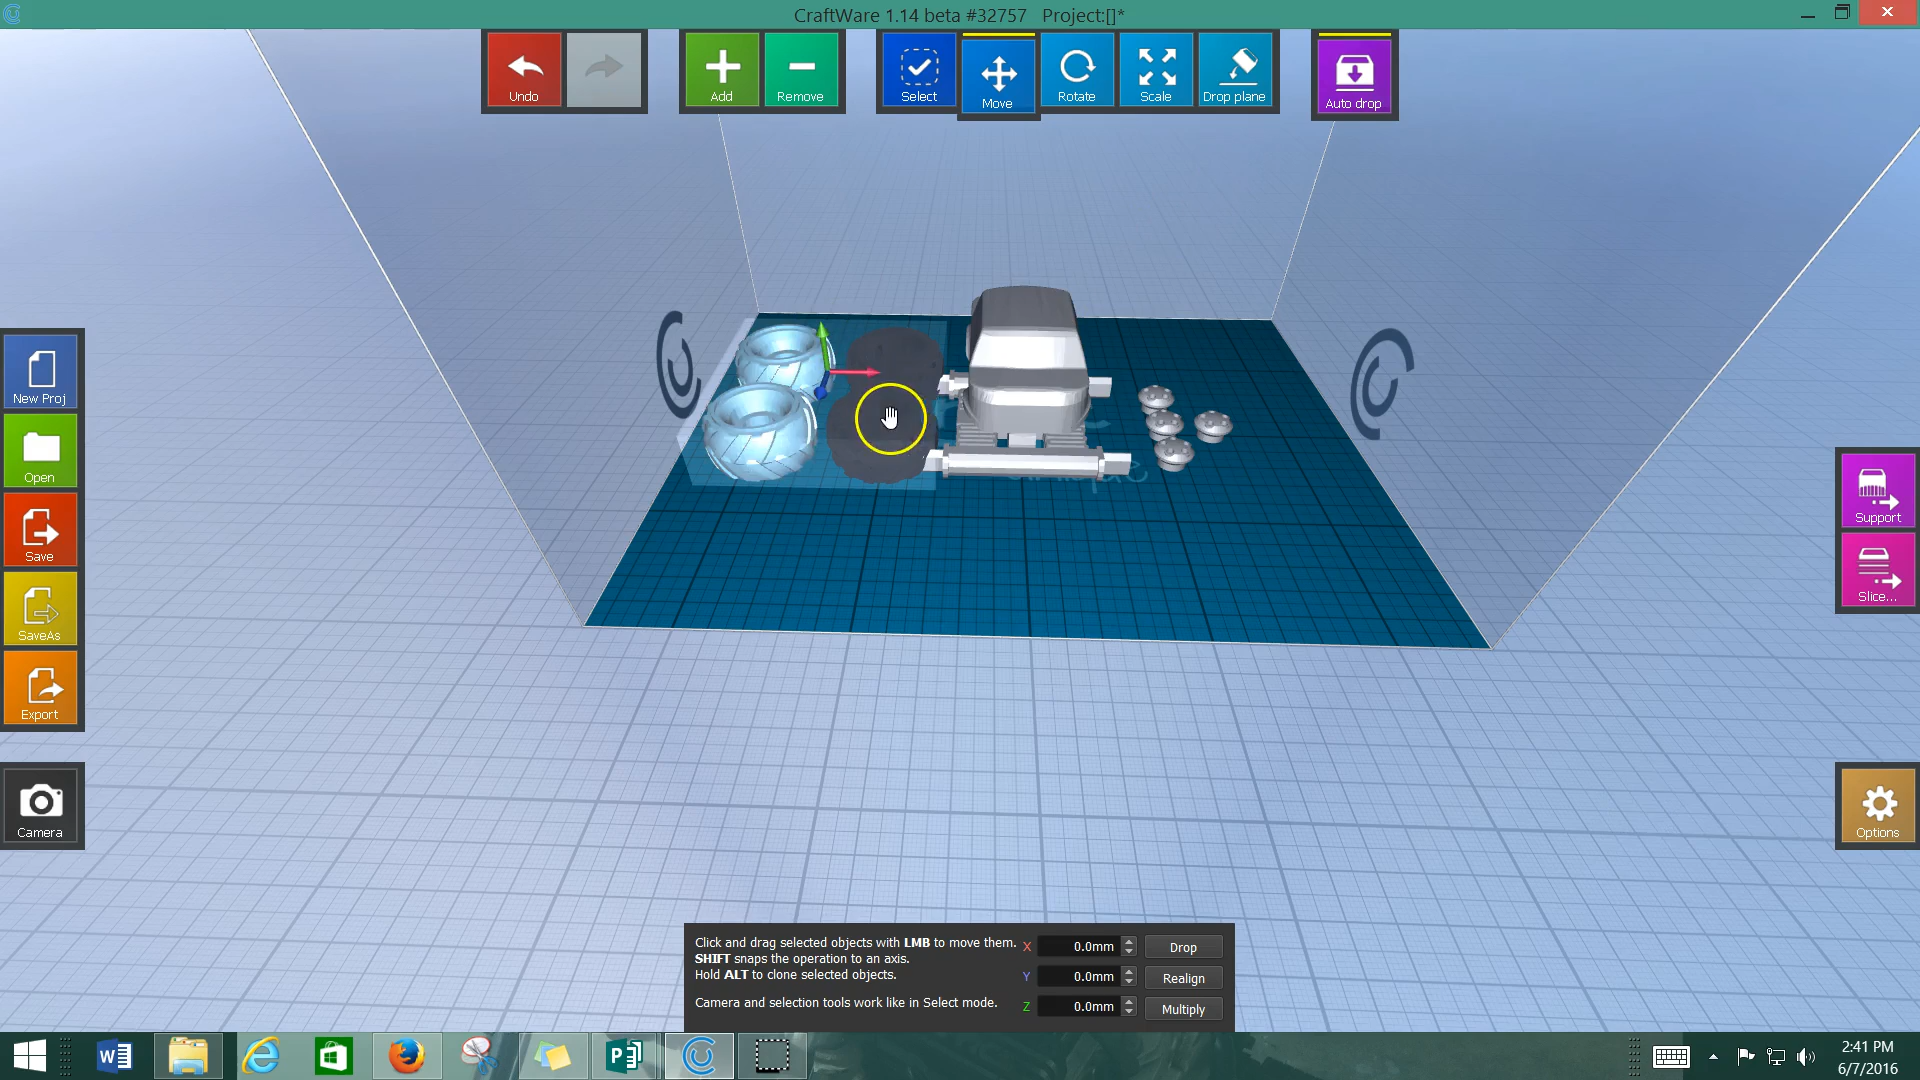 CraftWare 1.14 beta #32757   Project:[]*
Undo
Add
Remove
Select
Move
Rotate
Scale
Drop plane
Auto drop
New Proj
Open
Save
SaveAs
Export
Camera
Support
Slice...
Options
Click and drag selected objects with LMB to move them.
SHIFT snaps the operation to an axis.
Hold ALT to clone selected objects.
Camera and selection tools work like in Select mode.
X 0.0mm Drop
Y 0.0mm Realign
Z 0.0mm Multiply
2:41 PM
6/7/2016